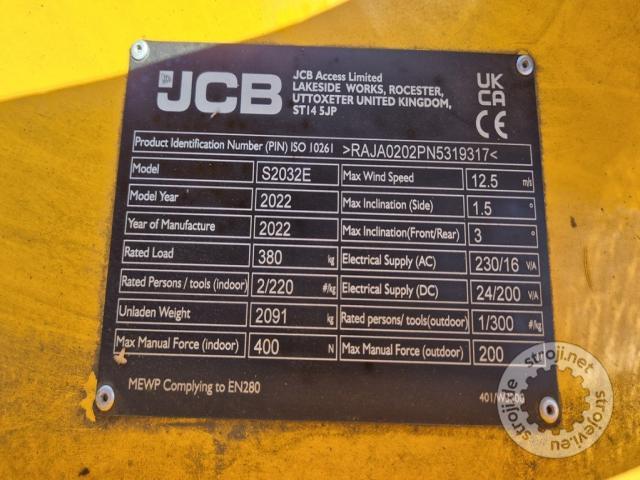 JCB
JCB Access Limited
LAKESIDE WORKS, ROCESTER,
UTTOXETER UNITED KINGDOM,
ST14 5JP
UK
CA
CE
Product Identification Number (PIN) ISO 10261 >RAJA0202PN5319317<
Model S2032E Max Wind Speed 12.5 m/s
Model Year 2022 Max Inclination (Side) 1.5 °
Year of Manufacture 2022 Max Inclination(Front/Rear) 3 °
Rated Load 380 kg Electrical Supply (AC) 230/16 V/A
Rated Persons / tools (indoor) 2/220 #/kg Electrical Supply (DC) 24/200 V/A
Unladen Weight 2091 kg Rated persons/ tools(outdoor) 1/300 #/kg
Max Manual Force (indoor) 400 N Max Manual Force (outdoor) 200
MEWP Complying to EN280
stroji.net
strojevi.eu